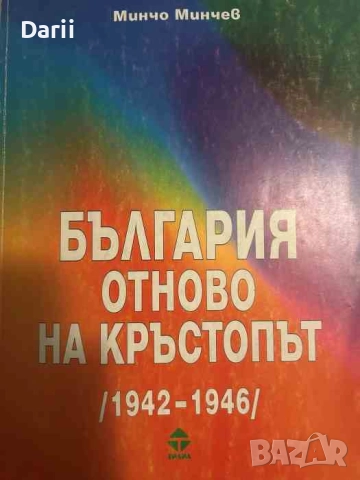 Darii
Минчо Минчев
БЪЛГАРИЯ
ОТНОВО
НА КРЪСТОПЪТ
/1942-1946/
BAZAR